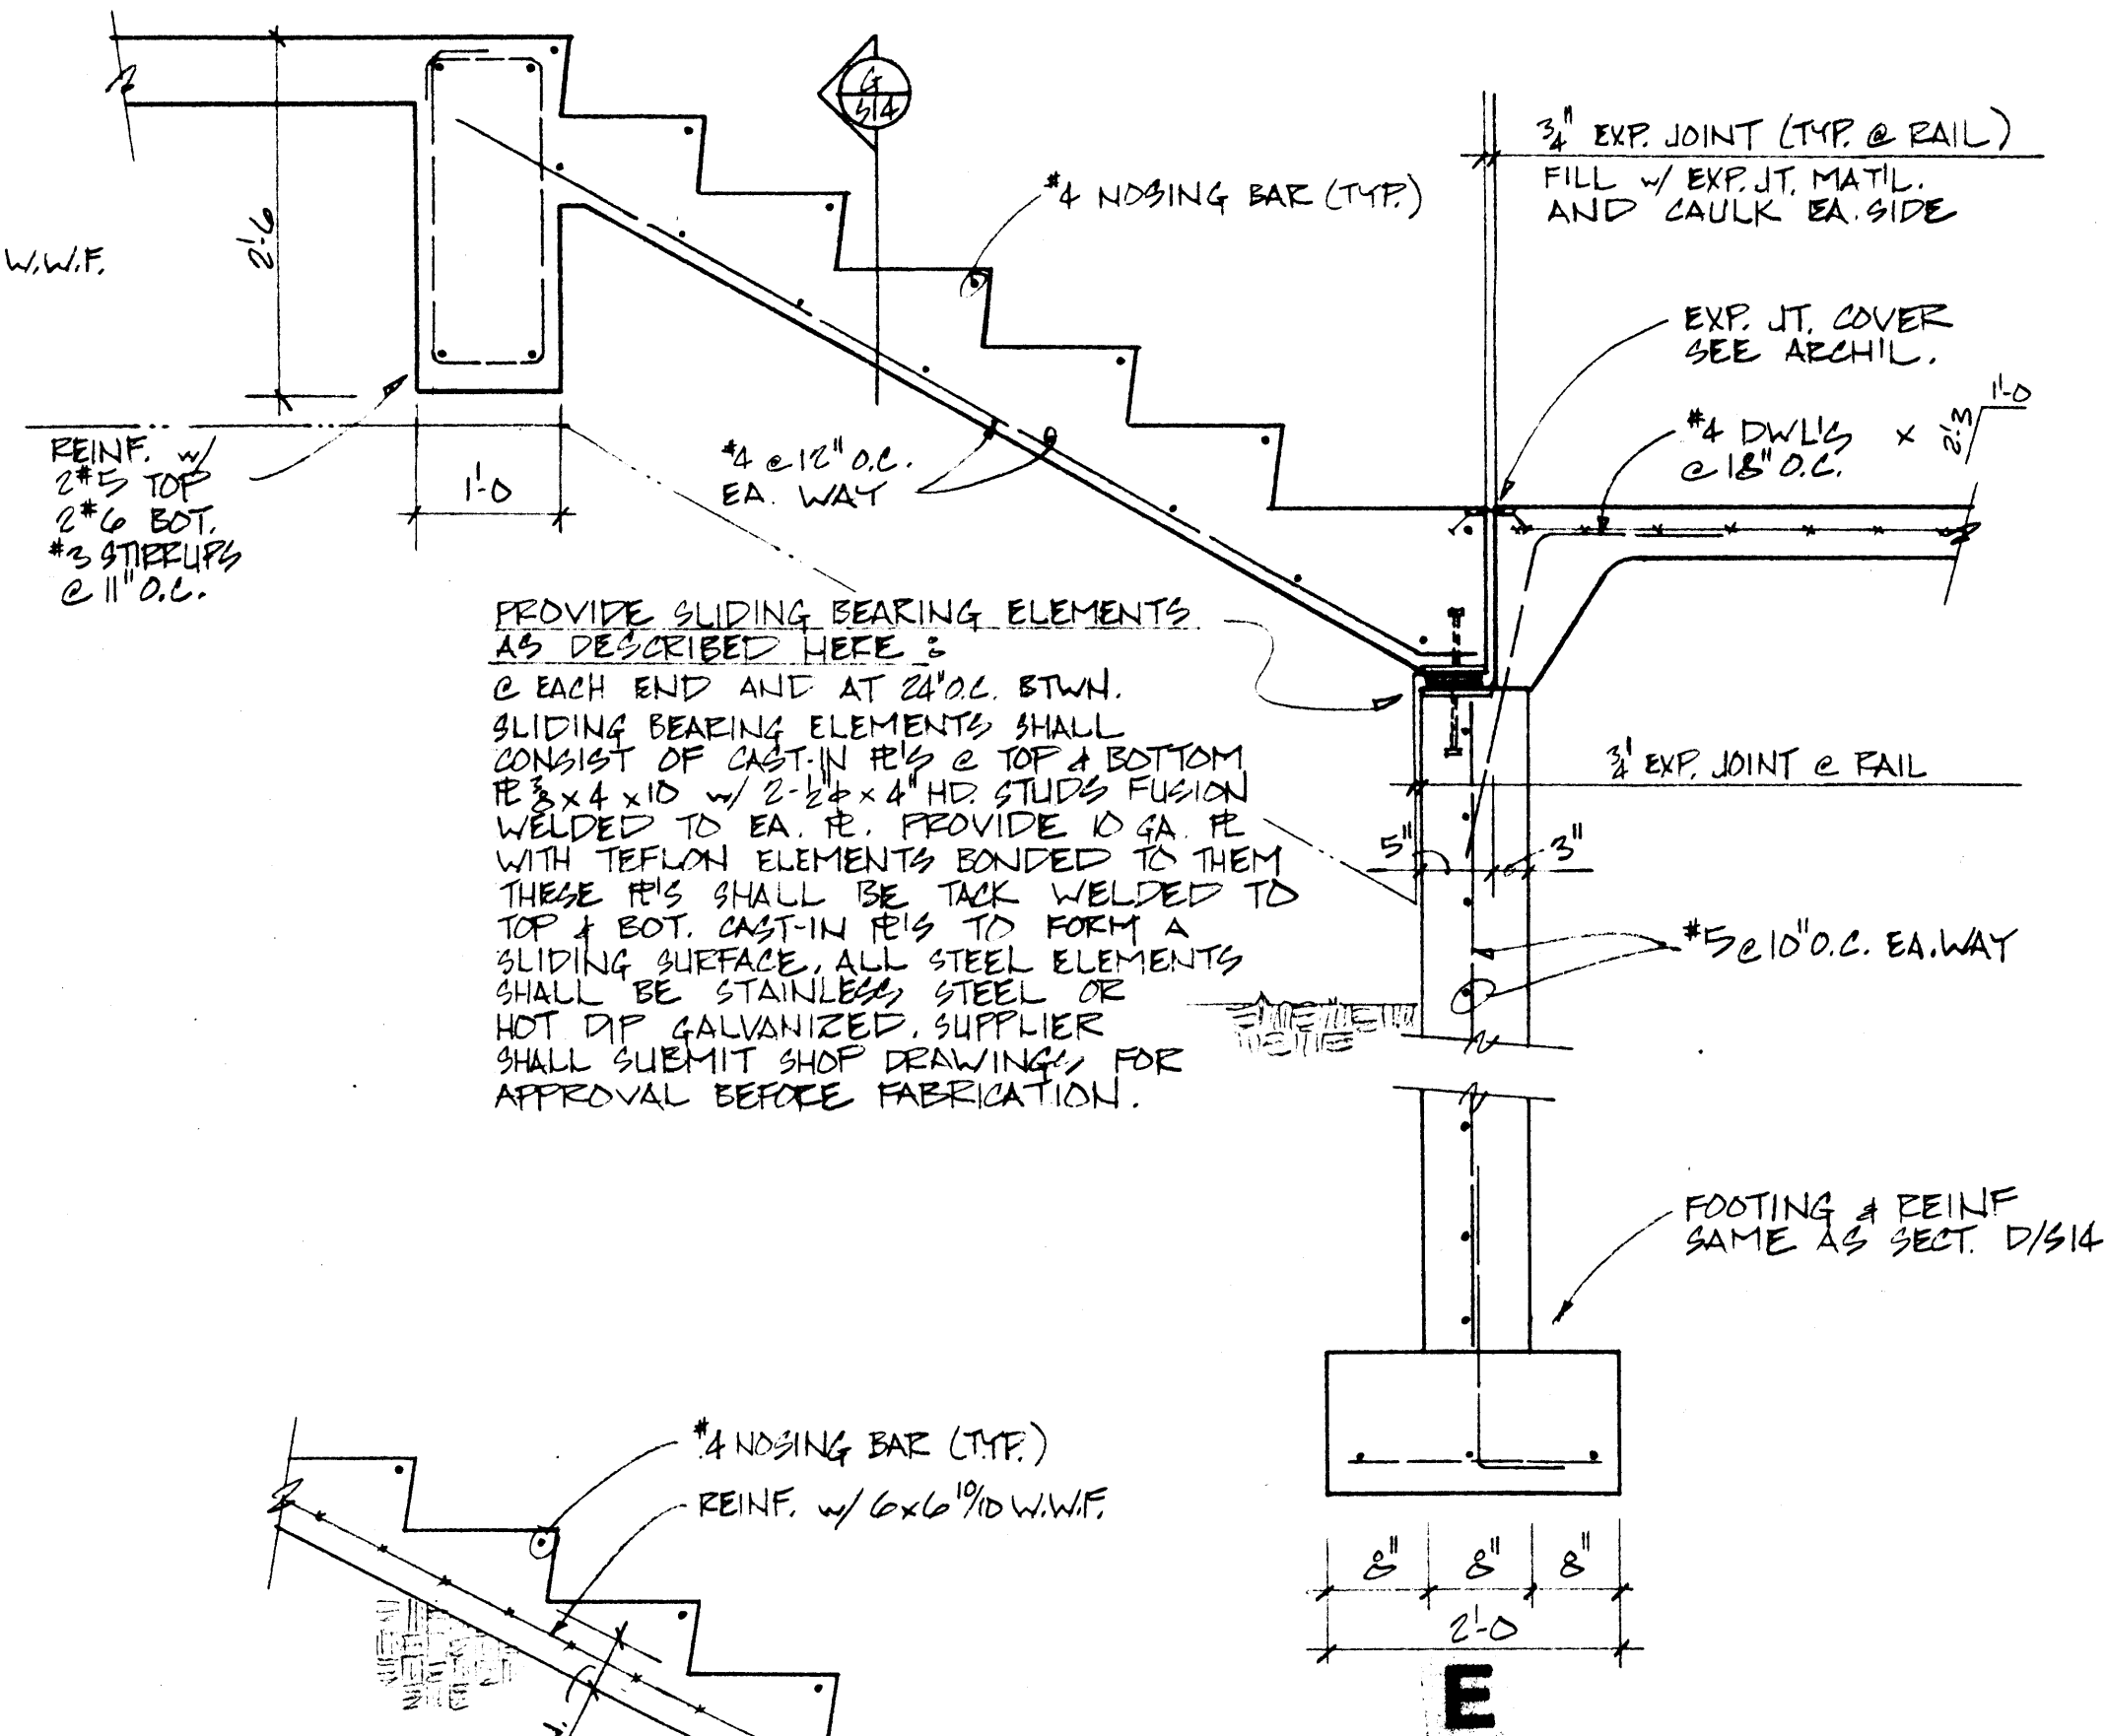 G
S14
3/4" EXP. JOINT (TYP. @ RAIL)
FILL w/ EXP. JT. MAT'L.
AND CAULK EA. SIDE
#4 NOSING BAR (TYP.)
2'-6
W.W.F.
EXP. JT. COVER
SEE ARCH'L.
#4 DWL'S x 2'-3 1'-0
@ 18" O.C.
REINF. w/
2#5 TOP
2#6 BOT.
#3 STIRRUPS
@ 11" O.C.
1'-0
#4 @ 12" O.C.
EA. WAY
PROVIDE SLIDING BEARING ELEMENTS
AS DESCRIBED HERE :
@ EACH END AND AT 24" O.C. BTWN.
SLIDING BEARING ELEMENTS SHALL
CONSIST OF CAST-IN PL'S @ TOP & BOTTOM
PL 3/8 x 4 x 10 w/ 2-1/2"φ x 4" HD. STUDS FUSION
WELDED TO EA. PL. PROVIDE 10 GA. PL
WITH TEFLON ELEMENTS BONDED TO THEM
THESE PL'S SHALL BE TACK WELDED TO
TOP & BOT. CAST-IN PL'S TO FORM A
SLIDING SURFACE. ALL STEEL ELEMENTS
SHALL BE STAINLESS STEEL OR
HOT DIP GALVANIZED. SUPPLIER
SHALL SUBMIT SHOP DRAWINGS FOR
APPROVAL BEFORE FABRICATION.
3/4" EXP. JOINT @ RAIL
5" 3"
#5 @ 10" O.C. EA. WAY
FOOTING & REINF
SAME AS SECT. D/S14
#4 NOSING BAR (TYP.)
REINF. w/ 6x6 10/10 W.W.F.
8" 8" 8"
2'-0
E